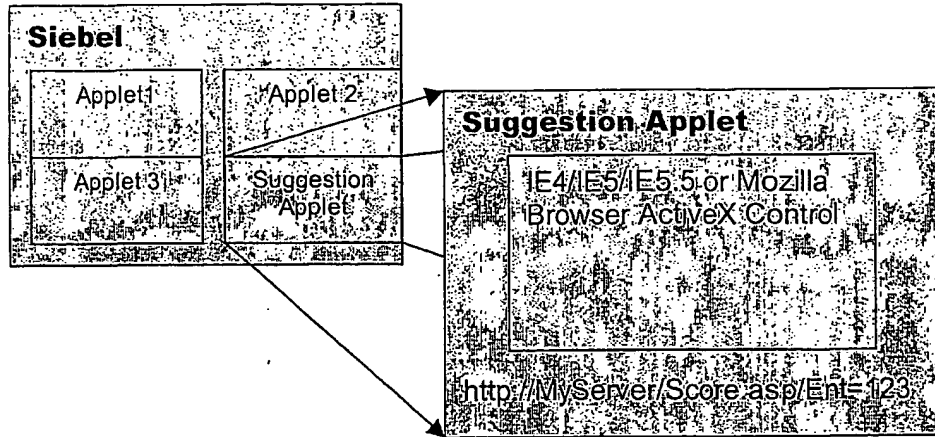 Siebel
Applet1
Applet 2
Applet 3
Suggestion
Applet
Suggestion Applet
IE4/IE5/IE5.5 or Mozilla
Browser ActiveX Control
http://MyServer/Score.asp/Ent=123